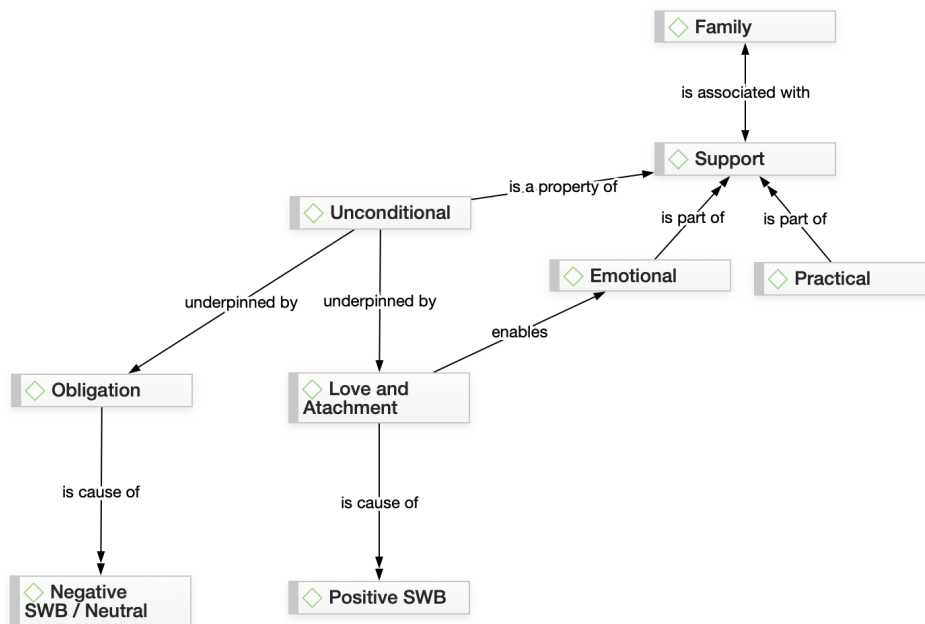 Family
is associated with
Support
is a property of
Unconditional
is part of
is part of
Emotional
Practical
underpinned by
underpinned by
enables
Obligation
Love and
Atachment
is cause of
is cause of
Negative
SWB / Neutral
Positive SWB